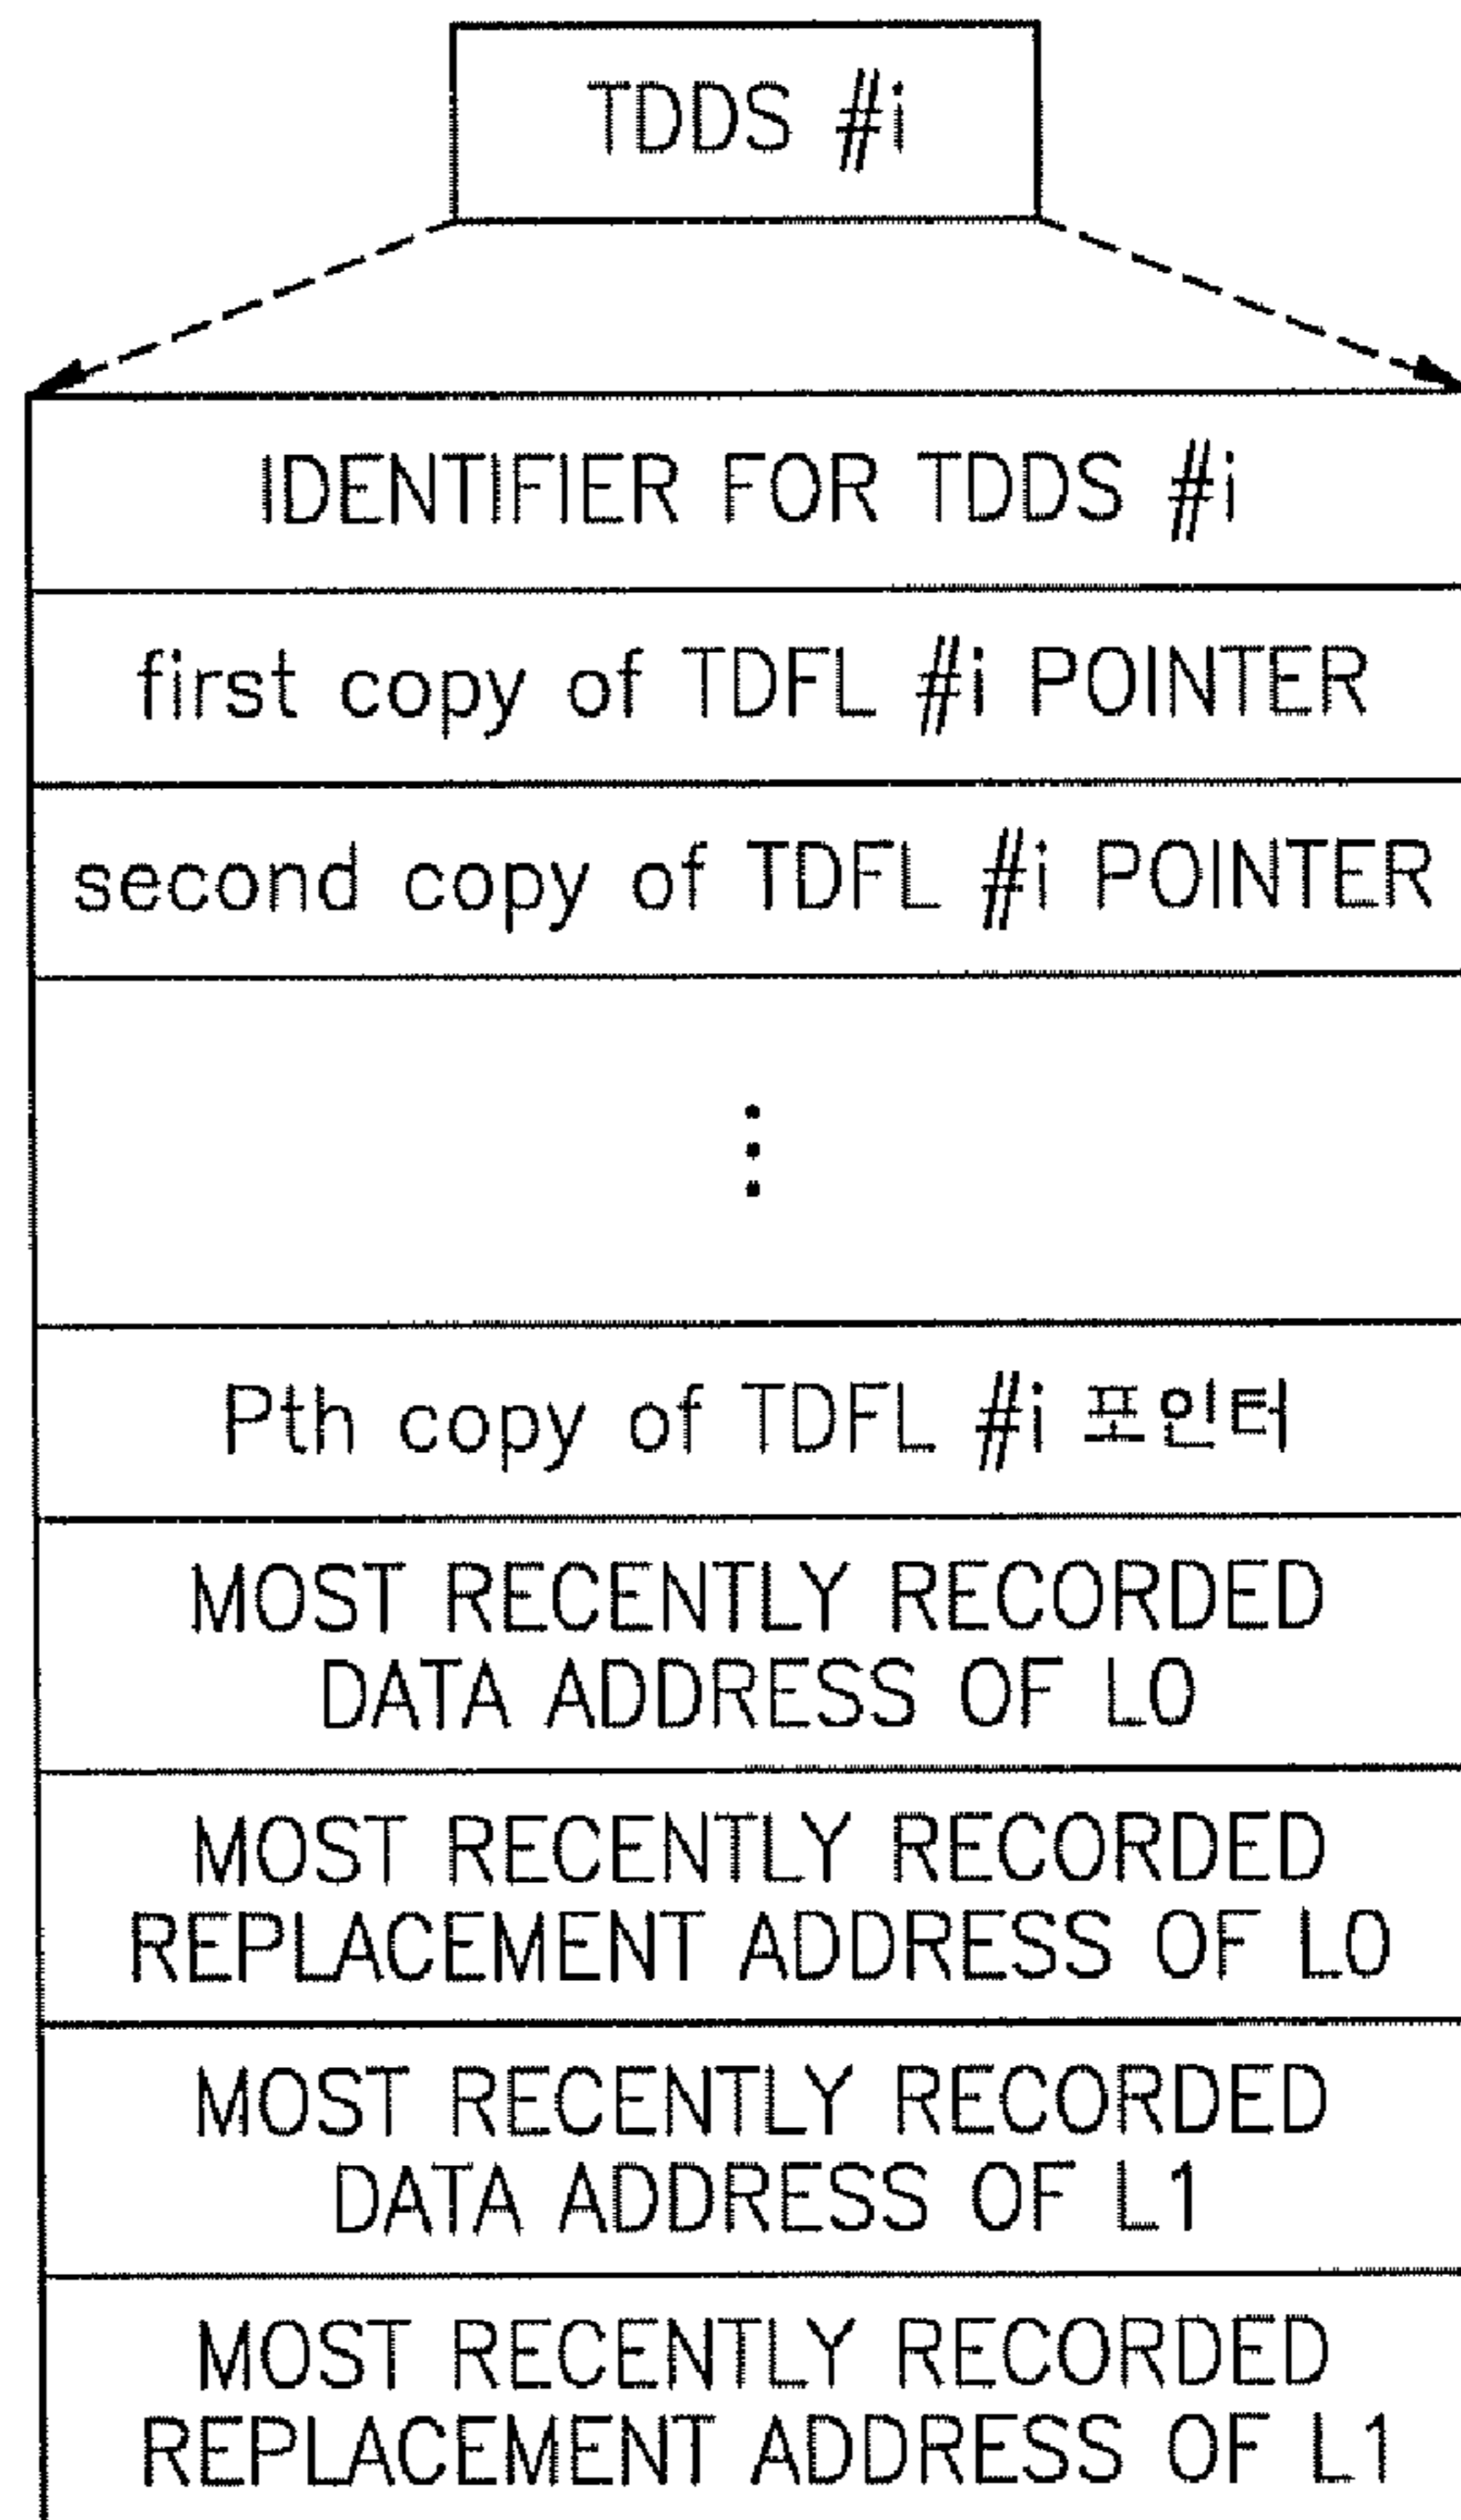 TDDS #i
IDENTIFIER FOR TDDS #i
first copy of TDFL #i POINTER
second copy of TDFL #i POINTER
Pth copy of TDFL #i 포인터
MOST RECENTLY RECORDED
DATA ADDRESS OF L0
MOST RECENTLY RECORDED
REPLACEMENT ADDRESS OF L0
MOST RECENTLY RECORDED
DATA ADDRESS OF L1
MOST RECENTLY RECORDED
REPLACEMENT ADDRESS OF L1